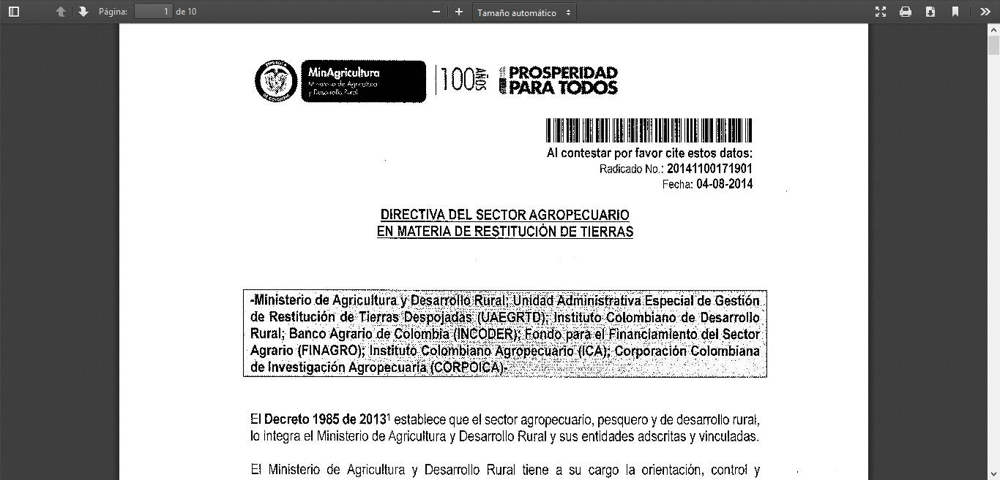 Página: 1 de 10 Tamaño automático
REPÚBLICA DE COLOMBIA
MinAgricultura
Ministerio de Agricultura
y Desarrollo Rural
100 AÑOS
PROSPERIDAD
PARA TODOS
Al contestar por favor cite estos datos:
Radicado No.: 20141100171901
Fecha: 04-08-2014
DIRECTIVA DEL SECTOR AGROPECUARIO
EN MATERIA DE RESTITUCIÓN DE TIERRAS
-Ministerio de Agricultura y Desarrollo Rural; Unidad Administrativa Especial de Gestión
de Restitución de Tierras Despojadas (UAEGRTD); Instituto Colombiano de Desarrollo
Rural; Banco Agrario de Colombia (INCODER); Fondo para el Financiamiento del Sector
Agrario (FINAGRO); Instituto Colombiano Agropecuario (ICA); Corporación Colombiana
de Investigación Agropecuaria (CORPOICA)-
El Decreto 1985 de 2013¹ establece que el sector agropecuario, pesquero y de desarrollo rural,
lo integra el Ministerio de Agricultura y Desarrollo Rural y sus entidades adscritas y vinculadas.
El Ministerio de Agricultura y Desarrollo Rural tiene a su cargo la orientación, control y